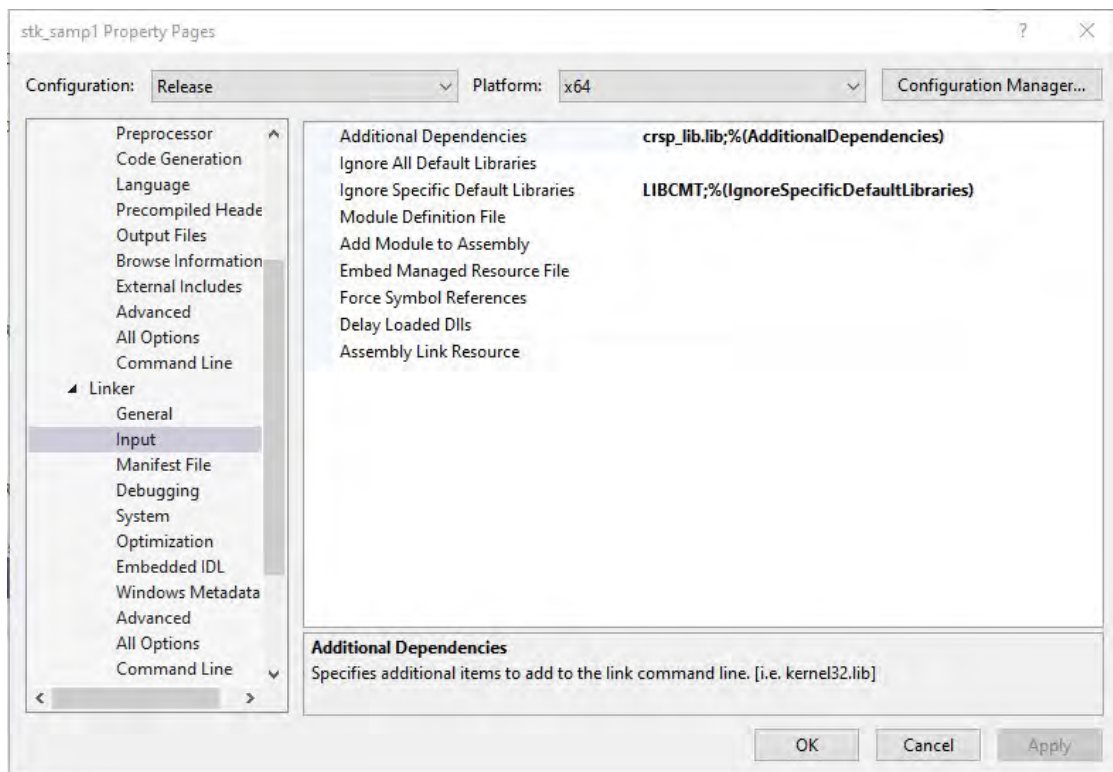 stk_samp1 Property Pages ? ×
Configuration: Release Platform: x64 Configuration Manager...
Preprocessor
Code Generation
Language
Precompiled Heade
Output Files
Browse Information
External Includes
Advanced
All Options
Command Line
Linker
General
Input
Manifest File
Debugging
System
Optimization
Embedded IDL
Windows Metadata
Advanced
All Options
Command Line
Additional Dependencies crsp_lib.lib;%(AdditionalDependencies)
Ignore All Default Libraries
Ignore Specific Default Libraries LIBCMT;%(IgnoreSpecificDefaultLibraries)
Module Definition File
Add Module to Assembly
Embed Managed Resource File
Force Symbol References
Delay Loaded Dlls
Assembly Link Resource
Additional Dependencies
Specifies additional items to add to the link command line. [i.e. kernel32.lib]
OK Cancel Apply